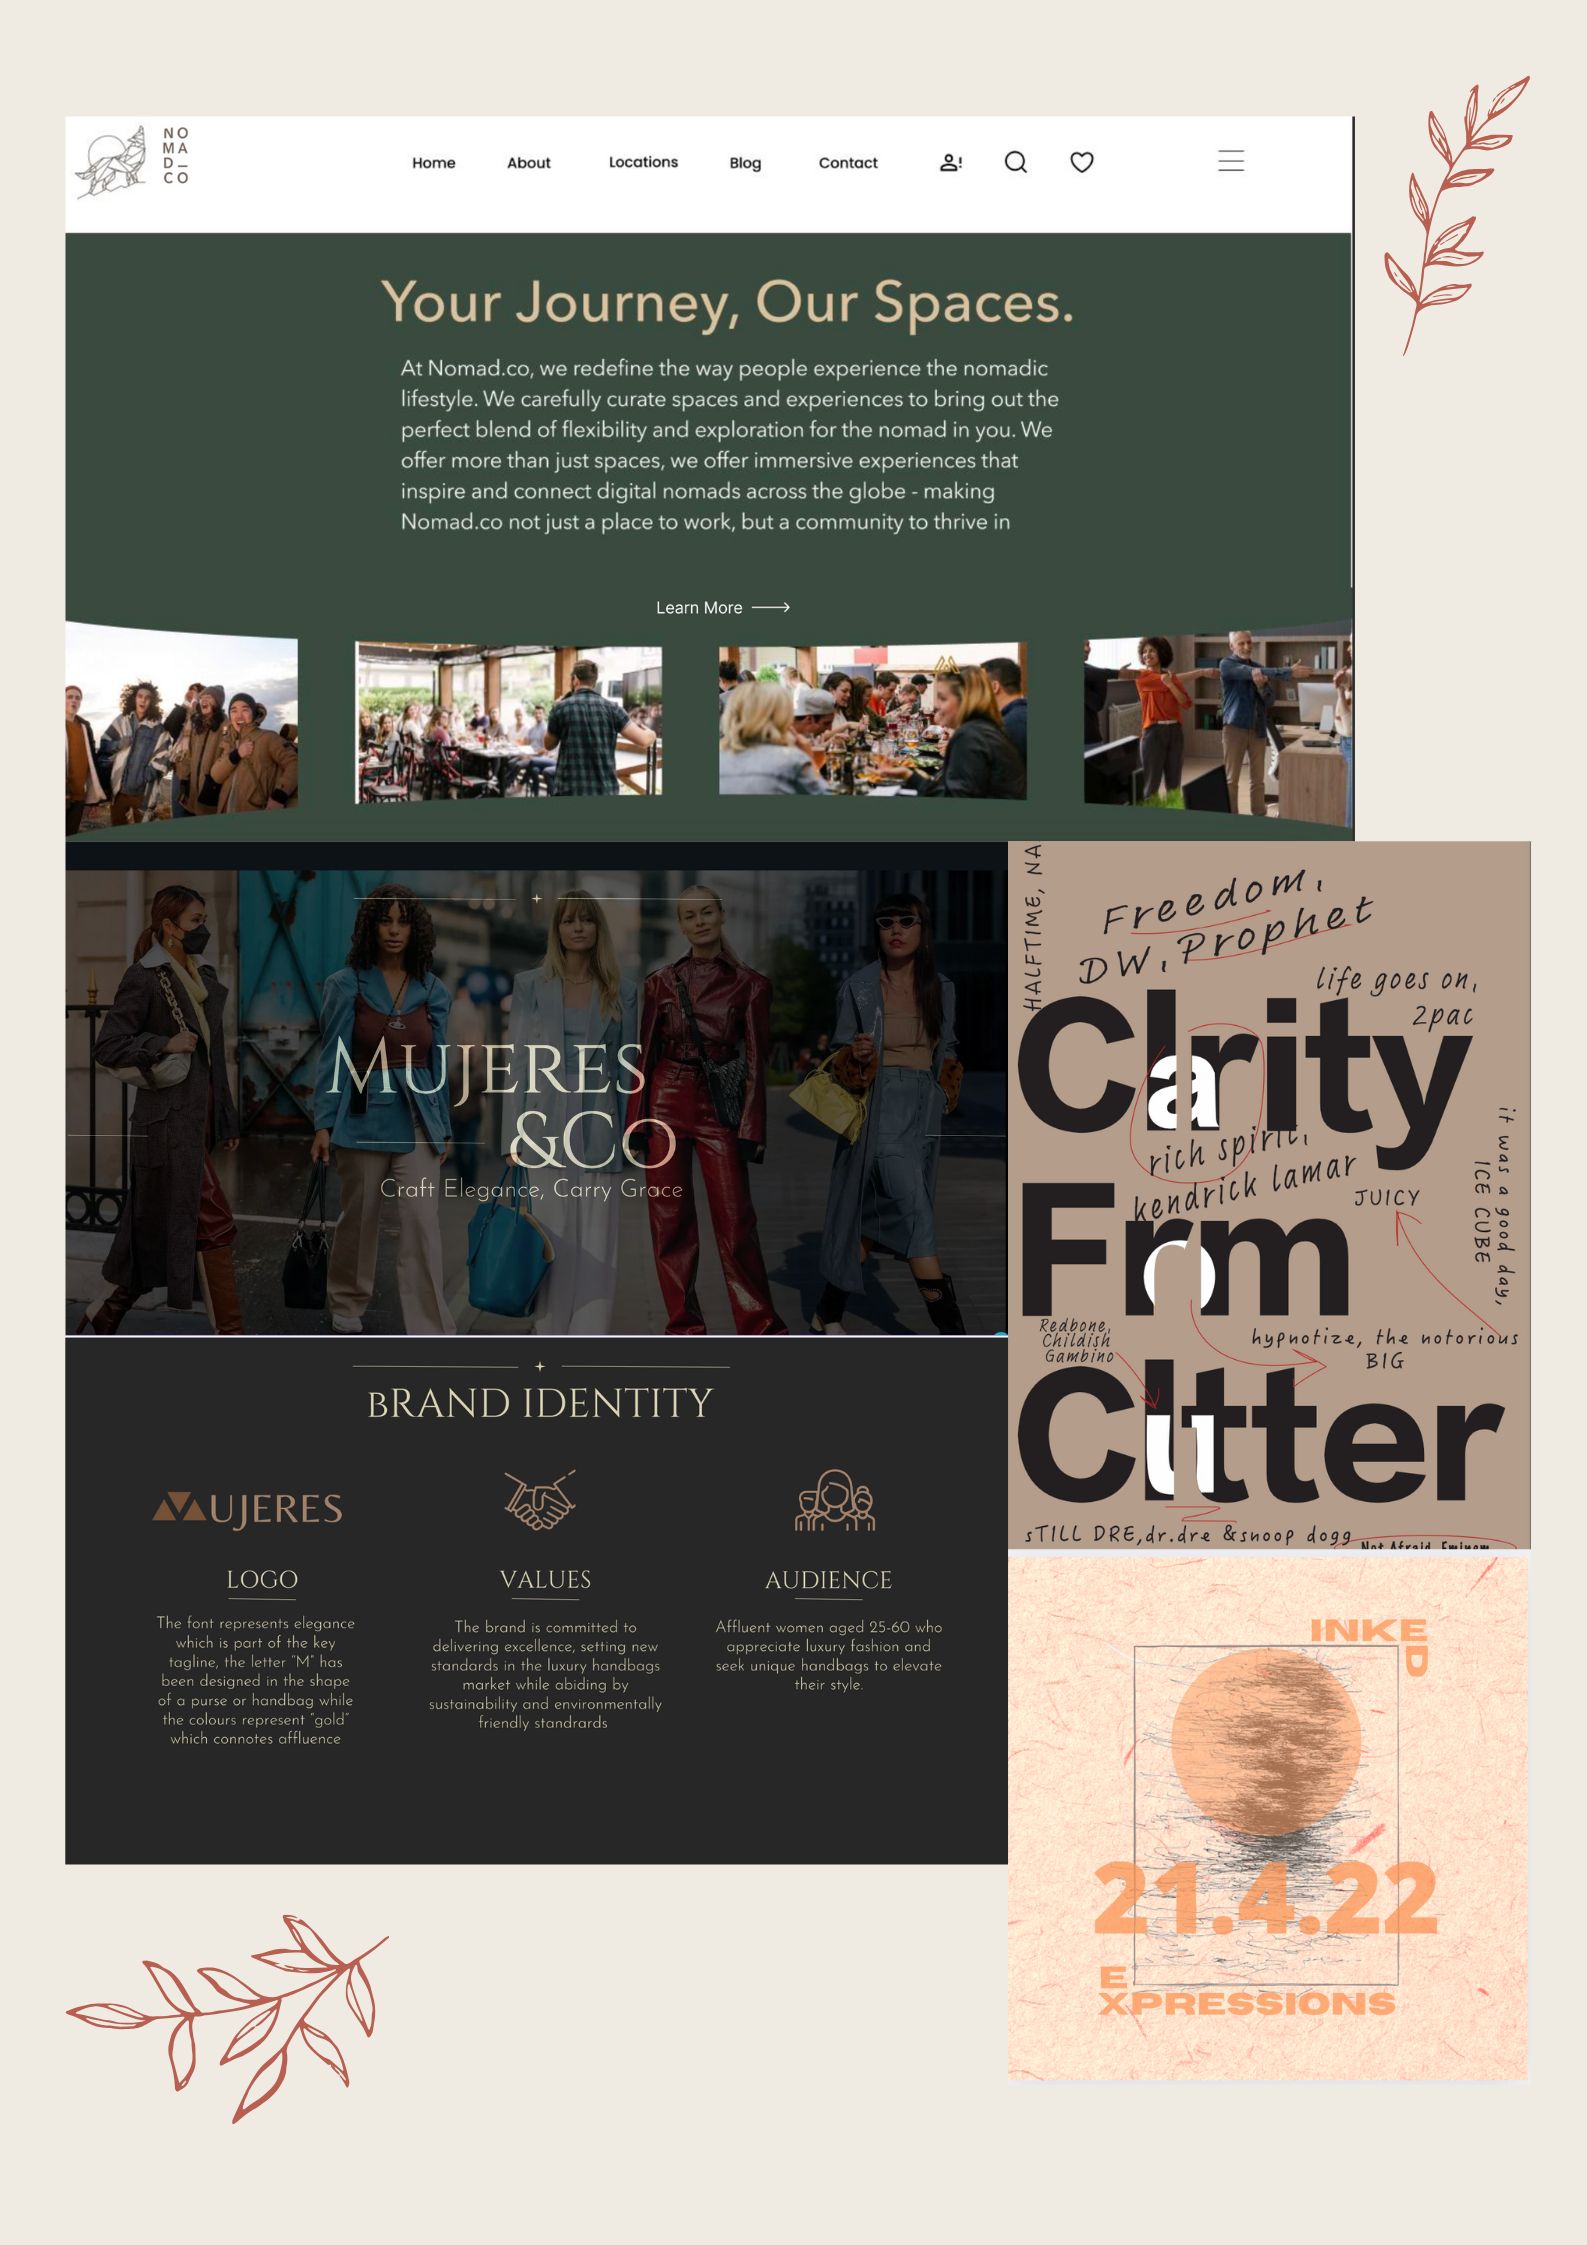 NO
MA
D_
CO
Home About Locations Blog Contact
Your Journey, Our Spaces.
At Nomad.co, we redefine the way people experience the nomadic
lifestyle. We carefully curate spaces and experiences to bring out the
perfect blend of flexibility and exploration for the nomad in you. We
offer more than just spaces, we offer immersive experiences that
inspire and connect digital nomads across the globe - making
Nomad.co not just a place to work, but a community to thrive in
Learn More
MUJERES
&CO
Craft Elegance, Carry Grace
BRAND IDENTITY
MUJERES
LOGO
The font represents elegance
which is part of the key
tagline, the letter "M" has
been designed in the shape
of a purse or handbag while
the colours represent "gold"
which connotes affluence
VALUES
The brand is committed to
delivering excellence, setting new
standards in the luxury handbags
market while abiding by
sustainability and environmentally
friendly standrards
AUDIENCE
Affluent women aged 25-60 who
appreciate luxury fashion and
seek unique handbags to elevate
their style.
HALFTIME, NA
Freedom,
DW, Prophet
life goes on,
2pac
Clarity
rich spirit,
kendrick lamar
JUICY
it was a good day,
ICE CUBE
From
Redbone,
Childish
Gambino
hypnotize, the notorious
BIG
Clutter
sTILL DRE,dr.dre &snoop dogg
Not Afraid, Eminem
INKE
D
21.4.22
E
XPRESSIONS